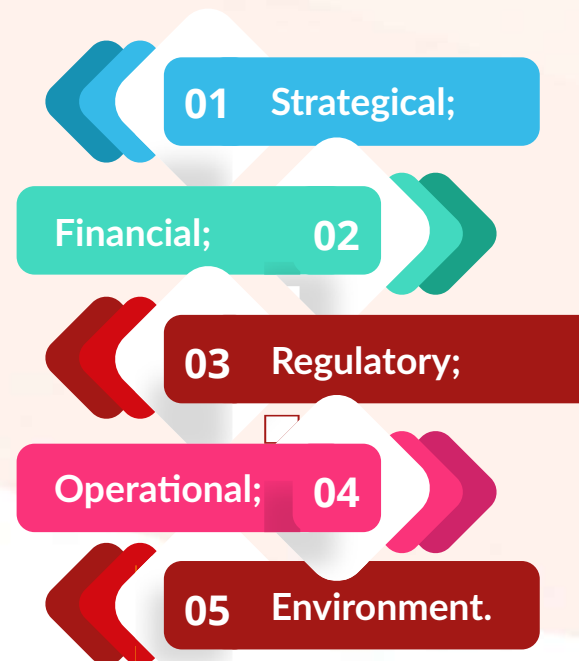 01 Strategical;
Financial; 02
03 Regulatory;
Operational; 04
05 Environment.